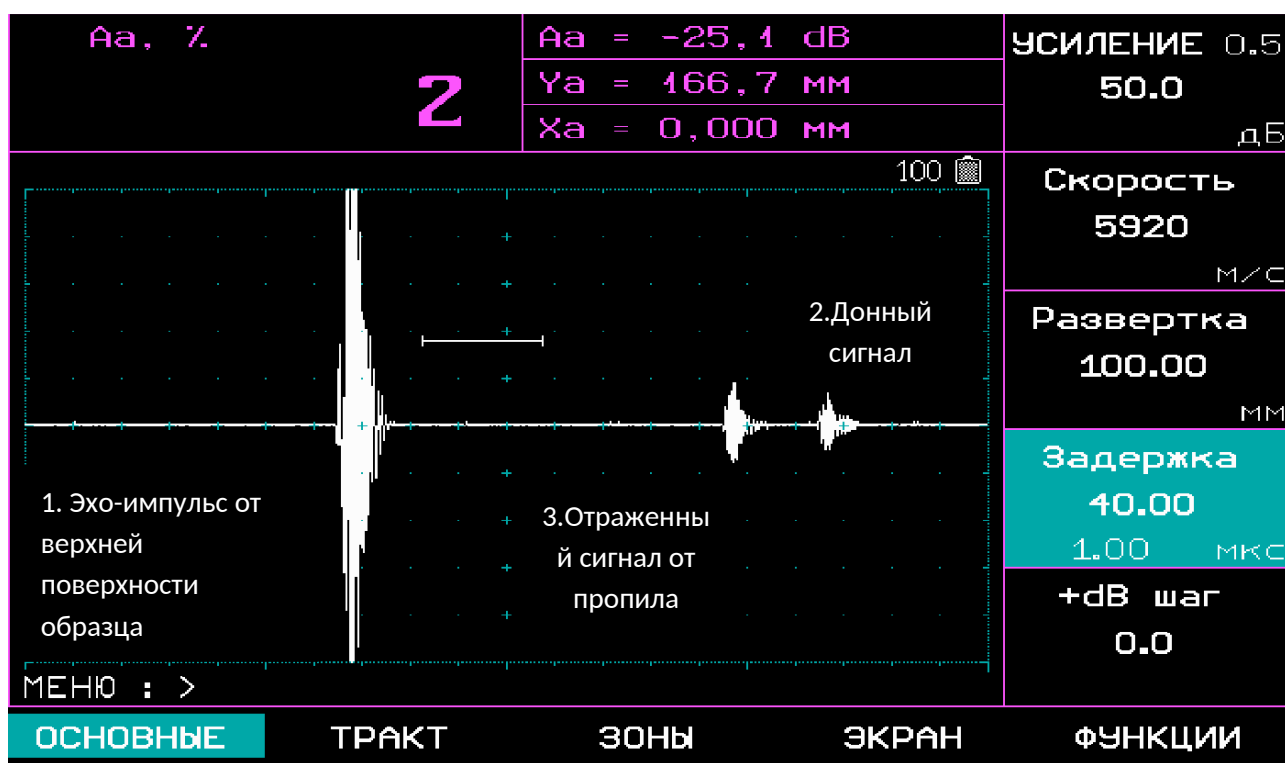 Aa, %
2
Aa = -25,1 dB
Ya = 166,7 мм
Xa = 0,000 мм
УСИЛЕНИЕ 0.5
50.0
дБ
100
Скорость
5920
м/с
Развертка
100.00
мм
Задержка
40.00
1.00 мкс
+dB шаг
0.0
2.Донный
сигнал
1. Эхо-импульс от
верхней
поверхности
образца
3.Отраженны
й сигнал от
пропила
МЕНЮ : >
ОСНОВНЫЕ ТРАКТ ЗОНЫ ЭКРАН ФУНКЦИИ